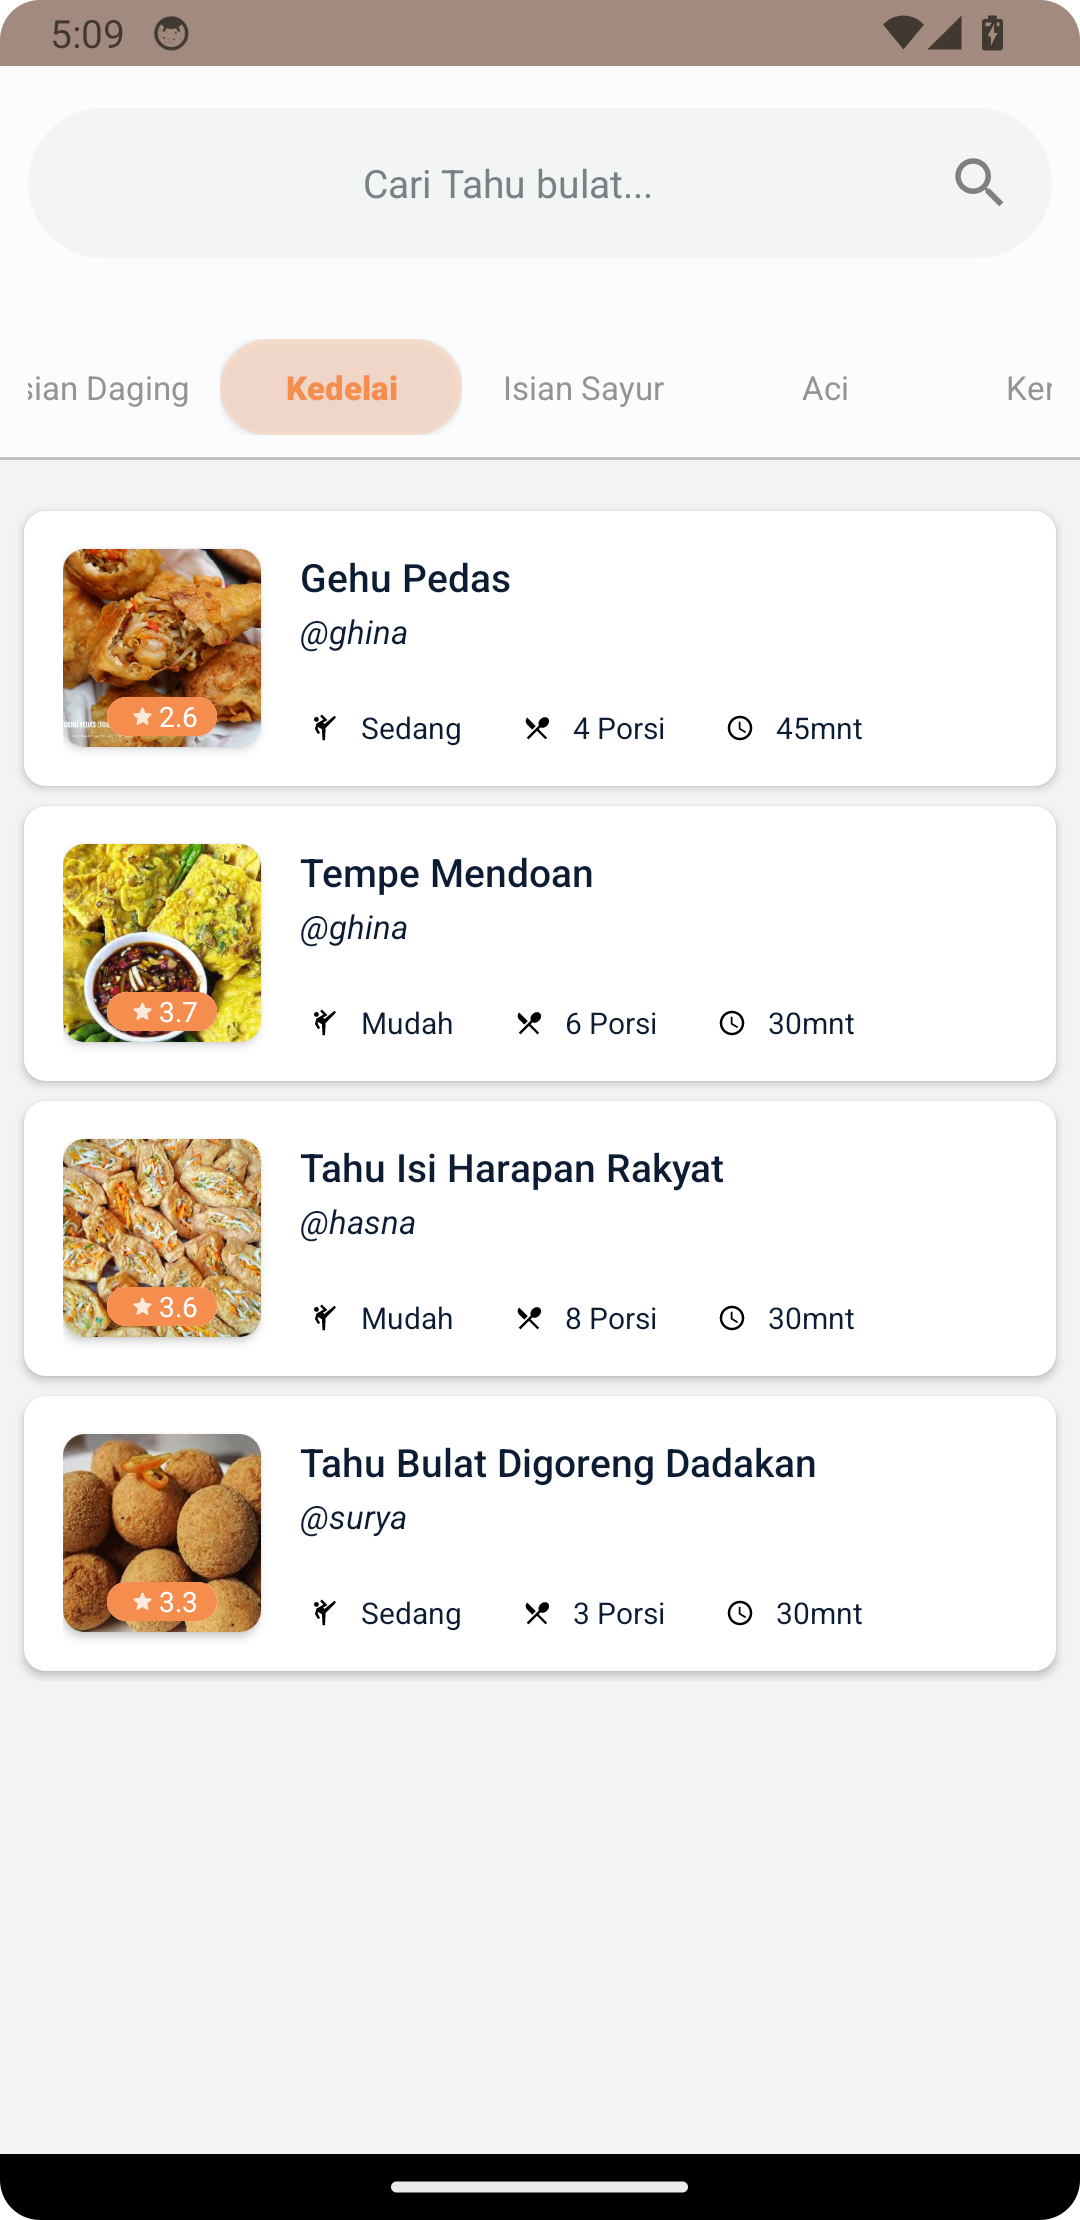 5:09
Cari Tahu bulat...
sian Daging Kedelai Isian Sayur Aci Ker
Gehu Pedas
@ghina
2.6
Sedang 4 Porsi 45mnt
Tempe Mendoan
@ghina
3.7
Mudah 6 Porsi 30mnt
Tahu Isi Harapan Rakyat
@hasna
3.6
Mudah 8 Porsi 30mnt
Tahu Bulat Digoreng Dadakan
@surya
3.3
Sedang 3 Porsi 30mnt